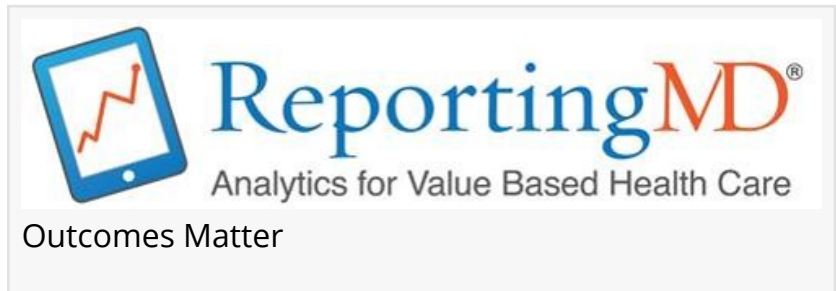 ReportingMD®
Analytics for Value Based Health Care
Outcomes Matter